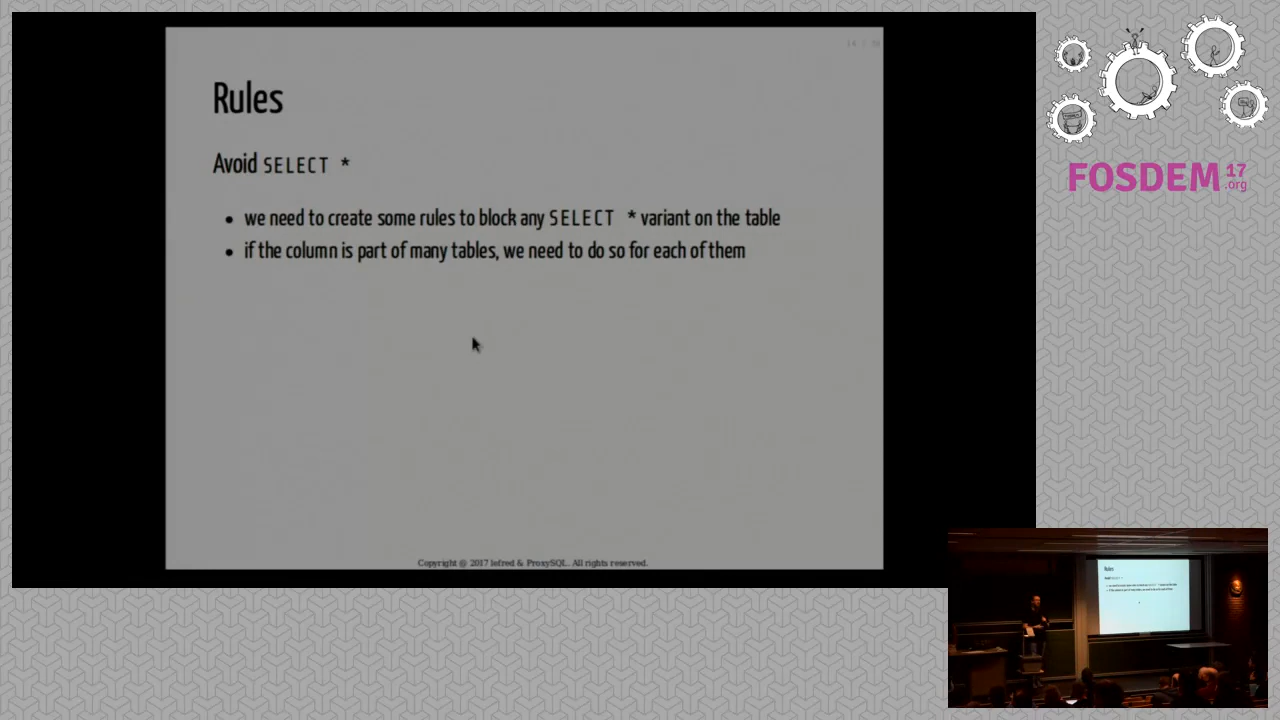 Rules
Avoid SELECT *
• we need to create some rules to block any SELECT * variant on the table
• if the column is part of many tables, we need to do so for each of them
Copyright @ 2017 lefred & ProxySQL. All rights reserved.
FOSDEM 17
.org
Rules